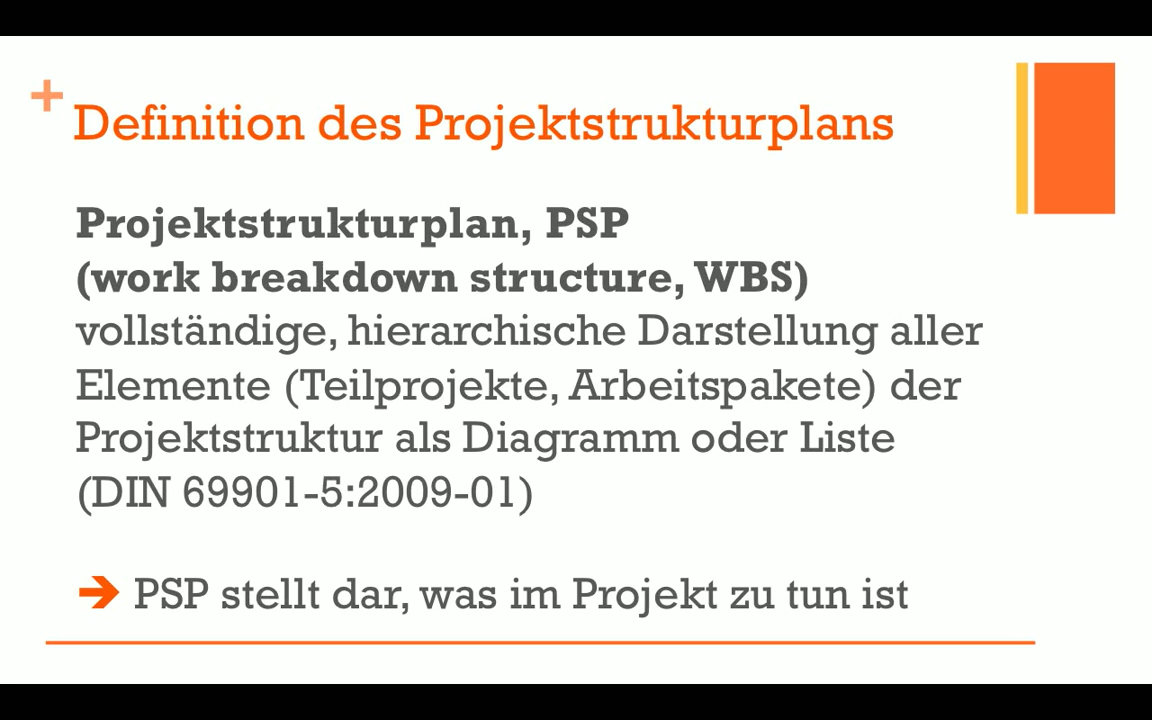 +
Definition des Projektstrukturplans
Projektstrukturplan, PSP
(work breakdown structure, WBS)
vollständige, hierarchische Darstellung aller
Elemente (Teilprojekte, Arbeitspakete) der
Projektstruktur als Diagramm oder Liste
(DIN 69901-5:2009-01)
➔ PSP stellt dar, was im Projekt zu tun ist